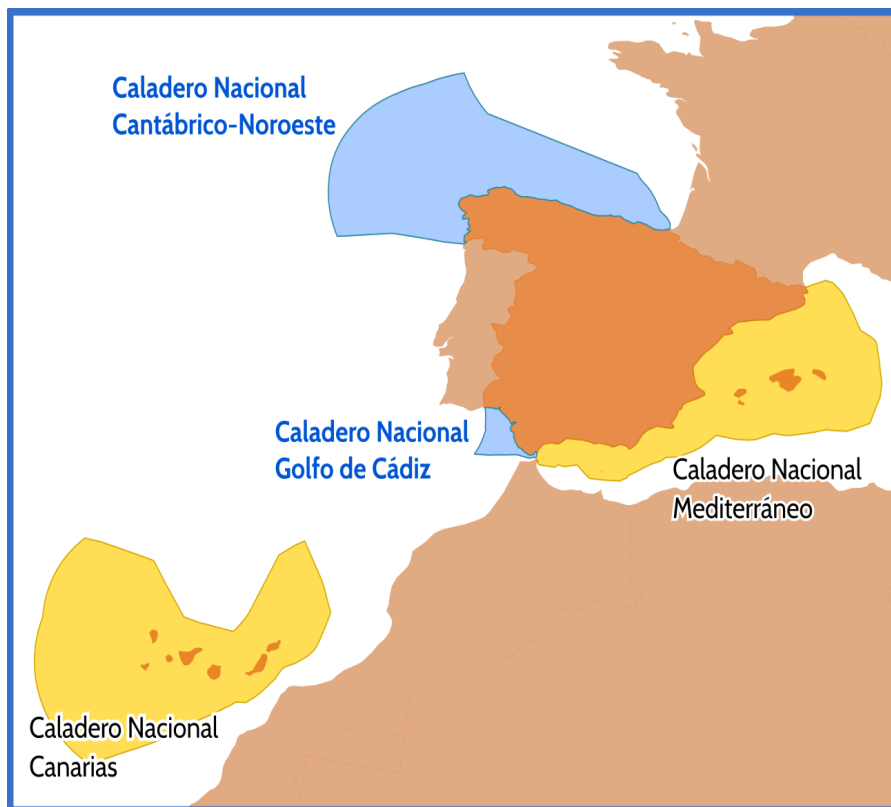 Caladero Nacional
Cantábrico-Noroeste
Caladero Nacional
Golfo de Cádiz
Caladero Nacional
Mediterráneo
Caladero Nacional
Canarias